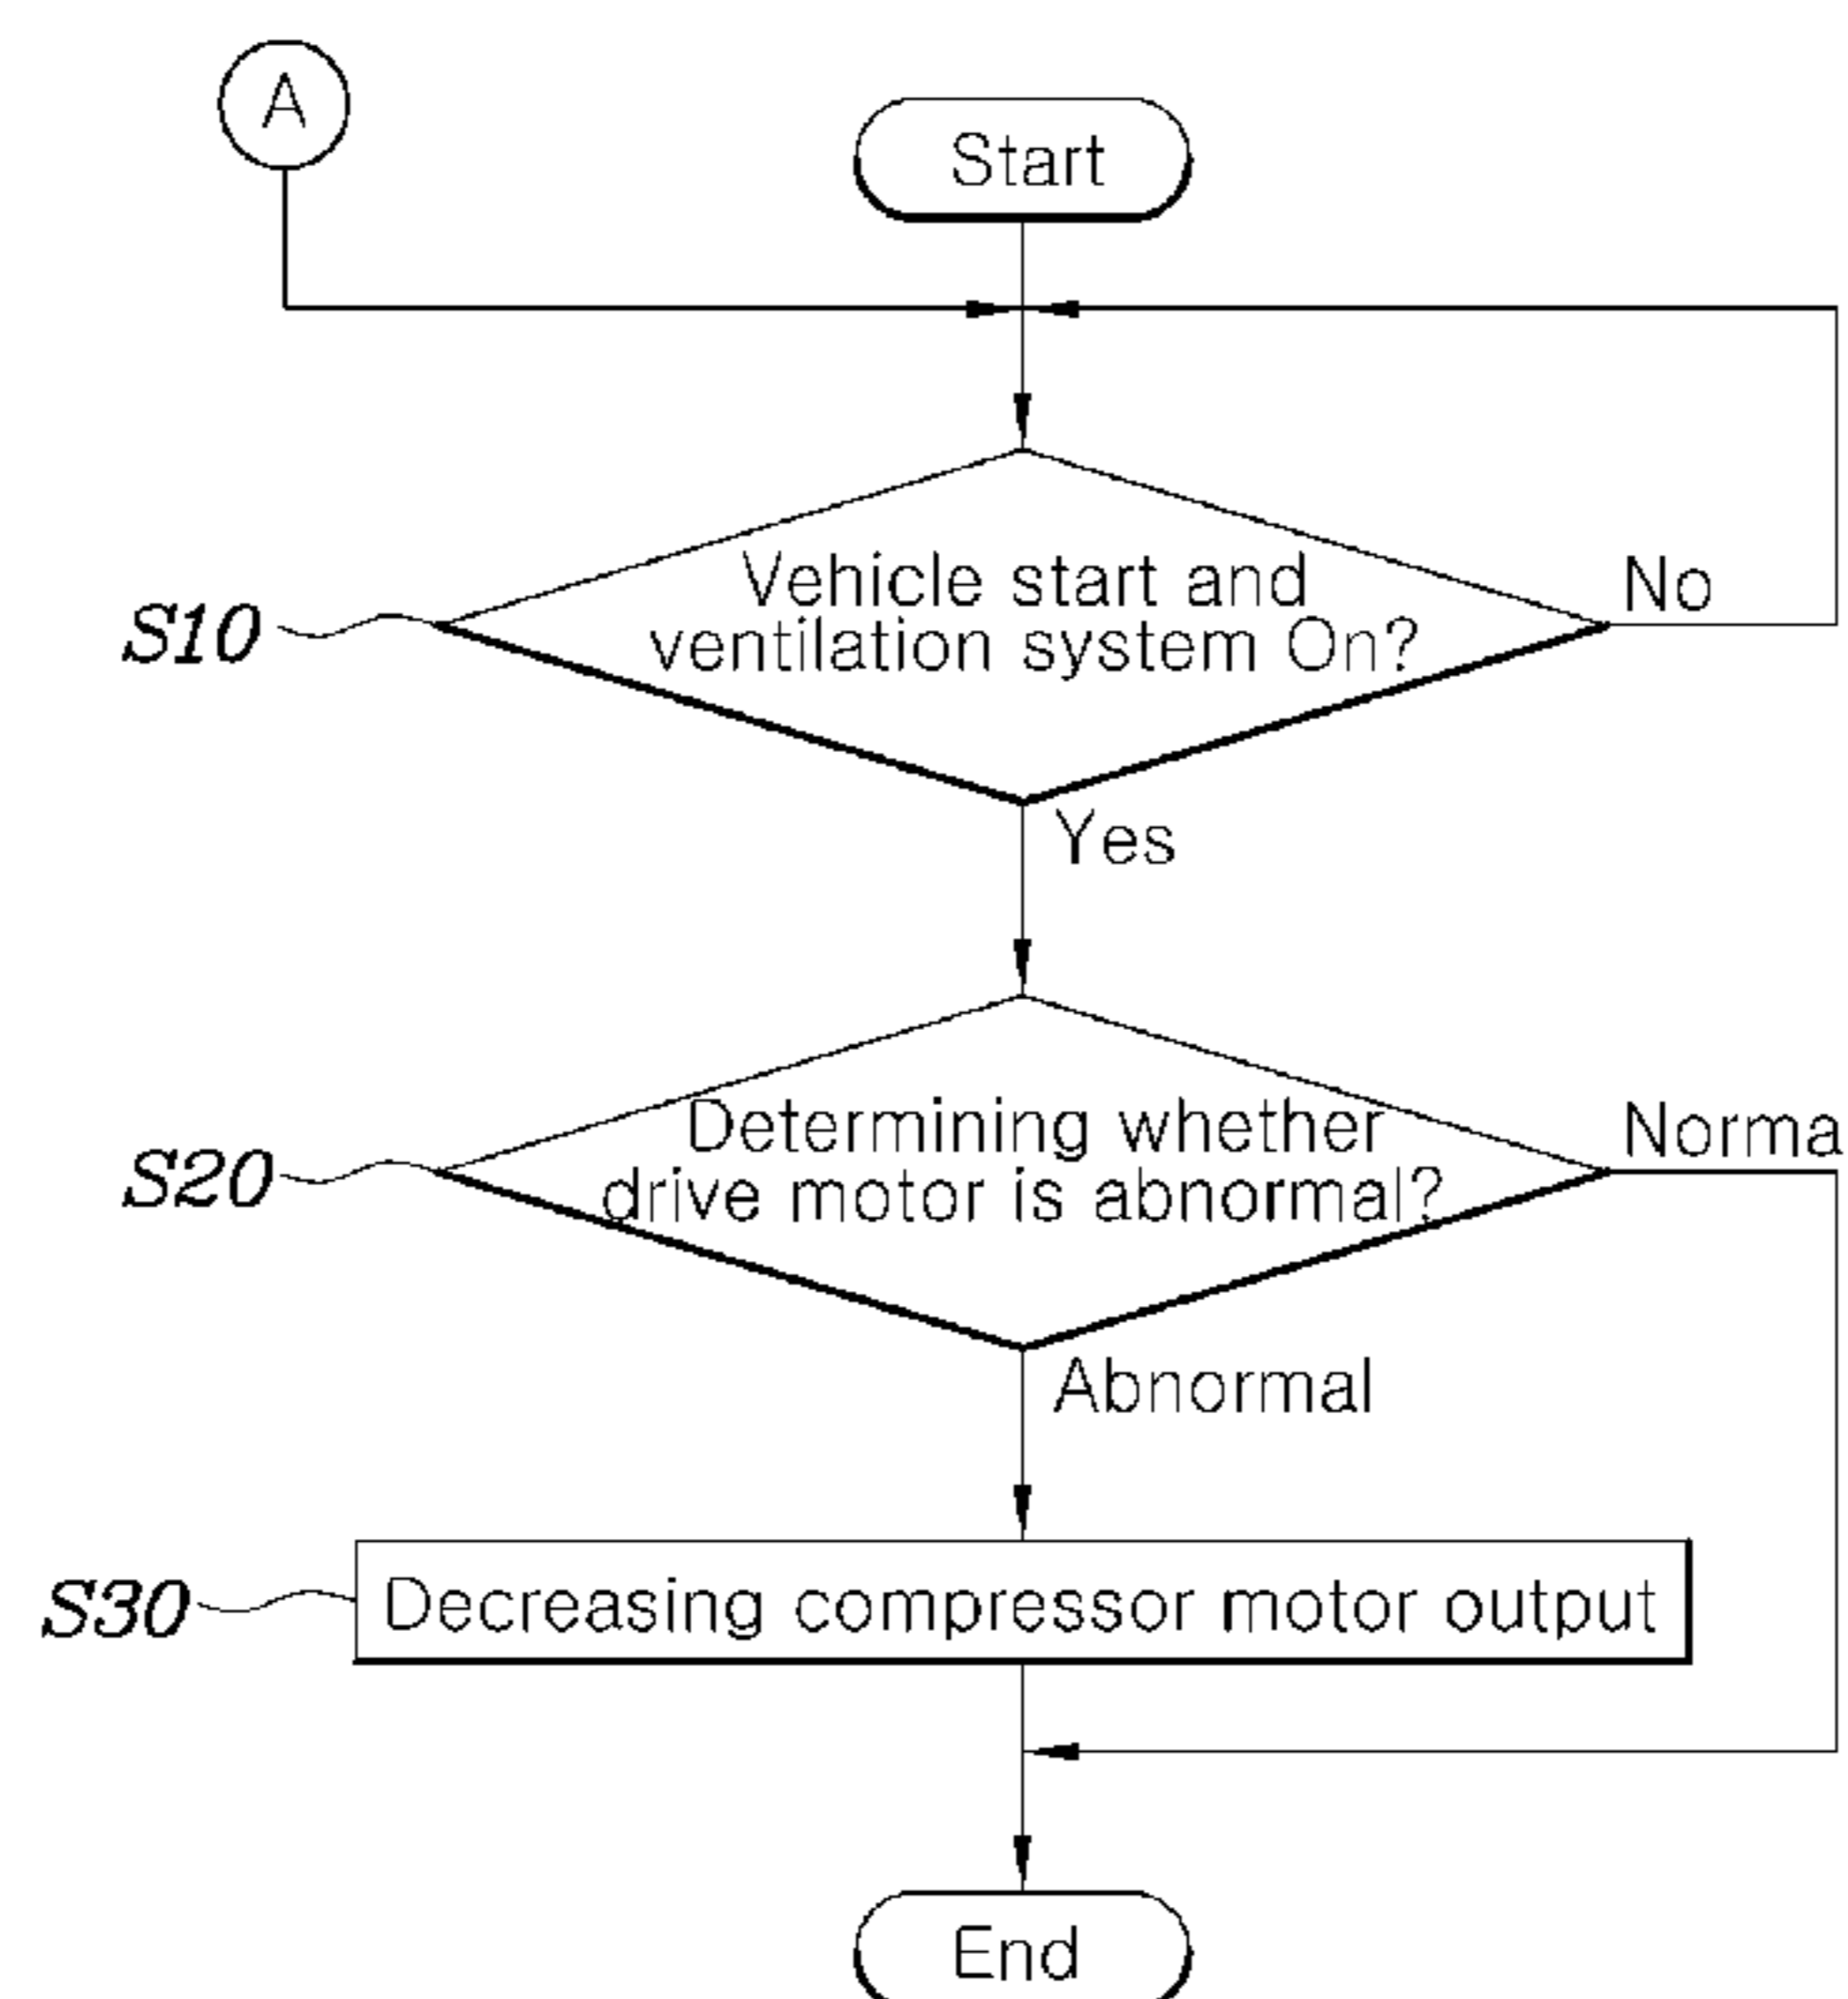 A
Start
Vehicle start and
ventilation system On?
No
S10
Yes
Determining whether
drive motor is abnormal?
Norma
S20
Abnormal
S30
Decreasing compressor motor output
End